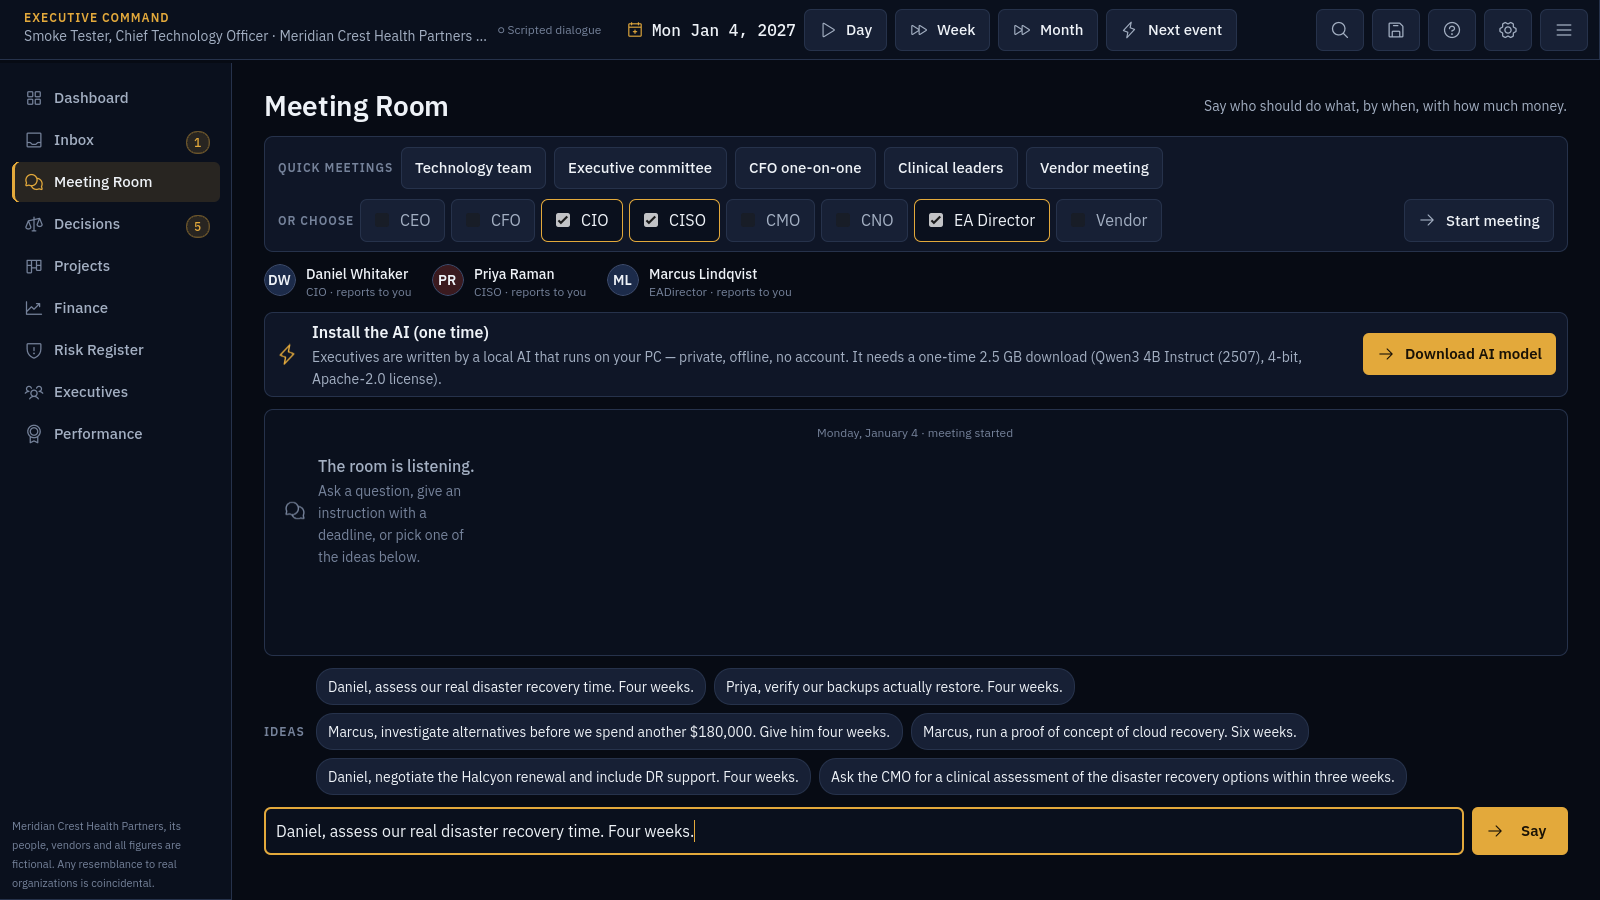 EXECUTIVE COMMAND
Smoke Tester, Chief Technology Officer · Meridian Crest Health Partners ...
Scripted dialogue
Mon Jan 4, 2027
Day
Week
Month
Next event
Dashboard
Inbox
1
Meeting Room
Decisions
5
Projects
Finance
Risk Register
Executives
Performance
Meridian Crest Health Partners, its
people, vendors and all figures are
fictional. Any resemblance to real
organizations is coincidental.
Meeting Room
Say who should do what, by when, with how much money.
QUICK MEETINGS
Technology team
Executive committee
CFO one-on-one
Clinical leaders
Vendor meeting
OR CHOOSE
CEO
CFO
CIO
CISO
CMO
CNO
EA Director
Vendor
Start meeting
DW
Daniel Whitaker
CIO · reports to you
PR
Priya Raman
CISO · reports to you
ML
Marcus Lindqvist
EADirector · reports to you
Install the AI (one time)
Executives are written by a local AI that runs on your PC — private, offline, no account. It needs a one-time 2.5 GB download (Qwen3 4B Instruct (2507), 4-bit,
Apache-2.0 license).
Download AI model
Monday, January 4 · meeting started
The room is listening.
Ask a question, give an
instruction with a
deadline, or pick one of
the ideas below.
IDEAS
Daniel, assess our real disaster recovery time. Four weeks.
Priya, verify our backups actually restore. Four weeks.
Marcus, investigate alternatives before we spend another $180,000. Give him four weeks.
Marcus, run a proof of concept of cloud recovery. Six weeks.
Daniel, negotiate the Halcyon renewal and include DR support. Four weeks.
Ask the CMO for a clinical assessment of the disaster recovery options within three weeks.
Daniel, assess our real disaster recovery time. Four weeks.
Say